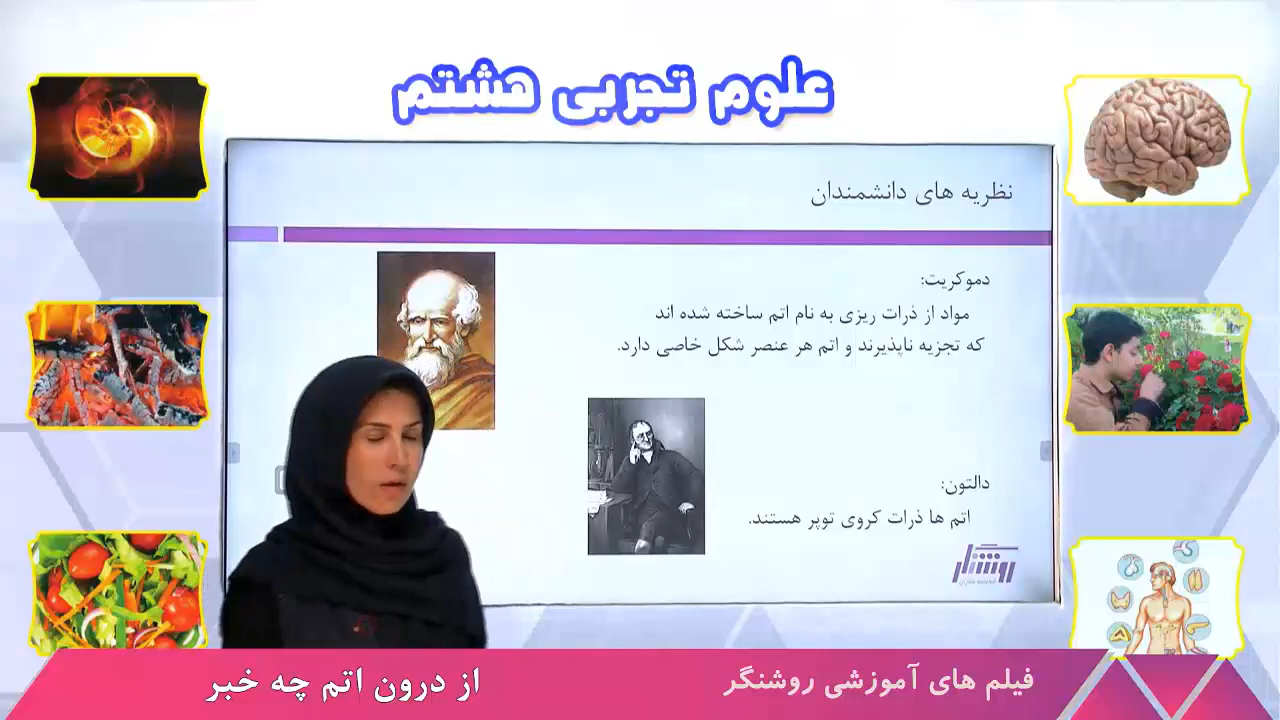 علوم تجربی هشتم
نظریه های دانشمندان
دموکریت:
مواد از ذرات ریزی به نام اتم ساخته شده اند
که تجزیه ناپذیرند و اتم هر عنصر شکل خاصی دارد.
دالتون:
اتم ها ذرات کروی توپر هستند.
روشنگر
فیلم های آموزشی روشنگر
از درون اتم چه خبر